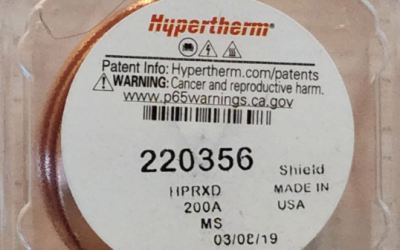 Hypertherm®
Patent Info: Hypertherm.com/patents
WARNING: Cancer and reproductive harm.
www.p65warnings.ca.gov
220356 Shield
HPRXD MADE IN
200A USA
MS
03/08/19